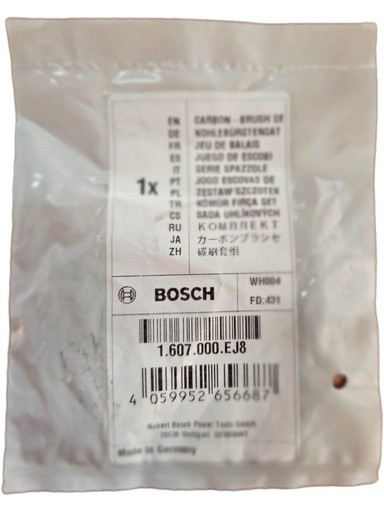 1x
EN CARBON - BRUSH SE
DE KOHLEBÜRSTENSAT
FR JEU DE BALAIS
ES JUEGO DE ESCOBI
IT SERIE SPAZZOLE
PT JOGO ESCOVAS DE
PL ZESTAW SZCZOTEK
TR KÖMÜR FIRÇA SET
CS SADA UHLÍKOVÝCH
RU КОМПЛЕКТ
JA カーボンブラシセ
ZH 碳刷套组
BOSCH
WH004
FD.431
1.607.000.EJ8
4 059952 656687
Robert Bosch Power Tools GmbH,
70538 Stuttgart, GERMANY
Made in Germany